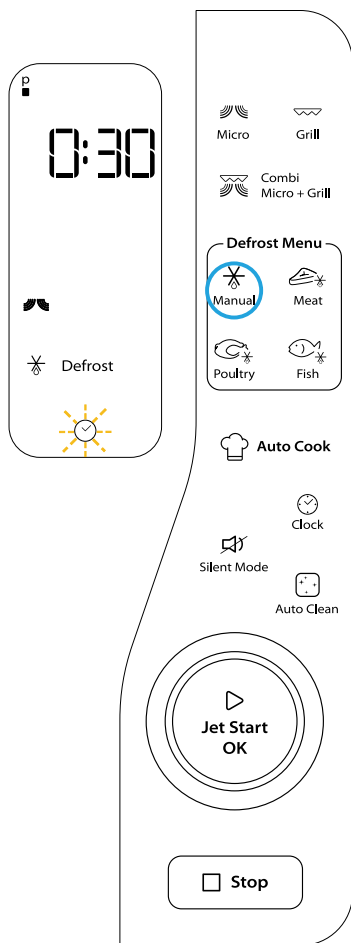 p
0:30
Defrost
Micro
Grill
Combi
Micro + Grill
Defrost Menu
Manual
Meat
Poultry
Fish
Auto Cook
Clock
Silent Mode
Auto Clean
Jet Start
OK
Stop